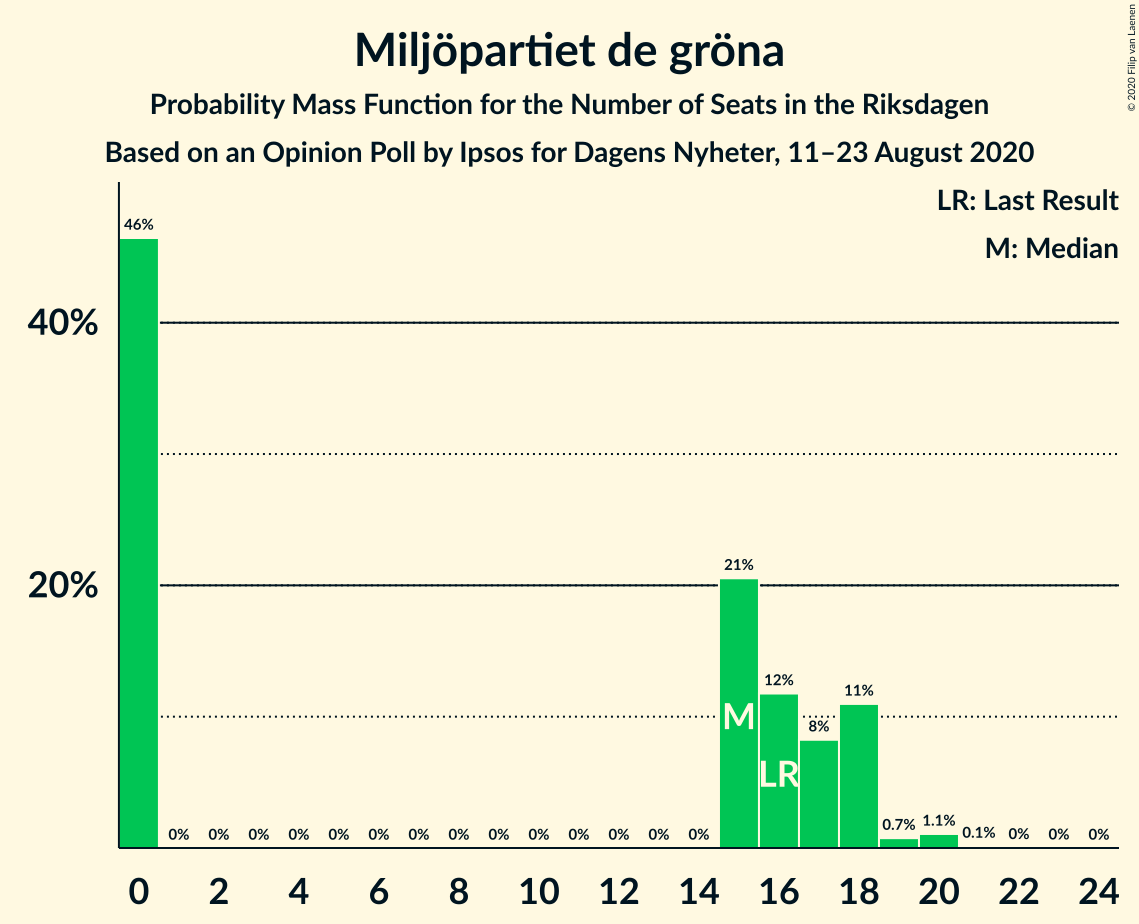 Miljöpartiet de gröna
Probability Mass Function for the Number of Seats in the Riksdagen
Based on an Opinion Poll by Ipsos for Dagens Nyheter, 11–23 August 2020
© 2020 Filip van Laenen
LR: Last Result
M: Median
46%
40%
21%
20%
12%
11%
8%
M
LR
0% 0% 0% 0% 0% 0% 0% 0% 0% 0% 0% 0% 0% 0% 0.7% 1.1% 0.1% 0% 0% 0%
0 2 4 6 8 10 12 14 16 18 20 22 24